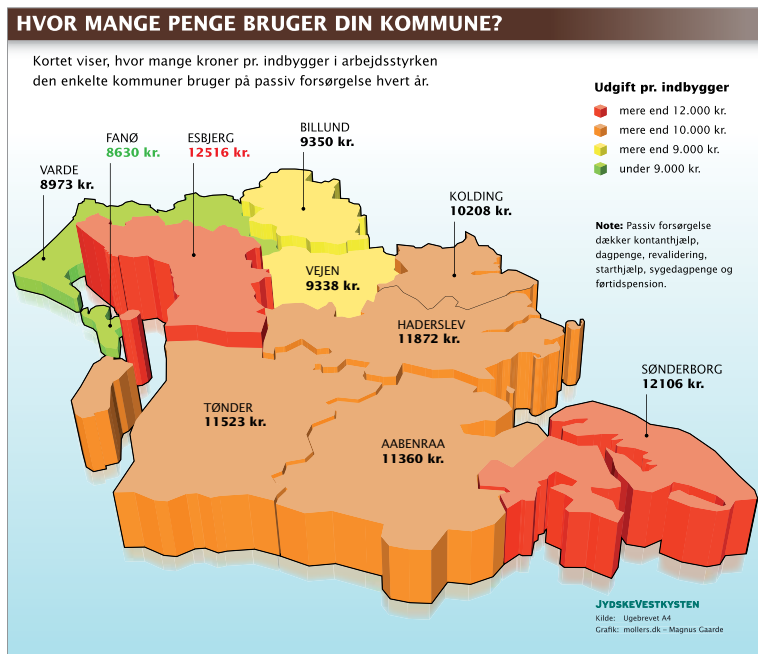 HVOR MANGE PENGE BRUGER DIN KOMMUNE?
Kortet viser, hvor mange kroner pr. indbygger i arbejdsstyrken
den enkelte kommuner bruger på passiv forsørgelse hvert år.
Udgift pr. indbygger
mere end 12.000 kr.
mere end 10.000 kr.
mere end 9.000 kr.
under 9.000 kr.
BILLUND
9350 kr.
FANØ
8630 kr.
ESBJERG
12516 kr.
VARDE
8973 kr.
KOLDING
10208 kr.
Note: Passiv forsørgelse
dækker kontanthjælp,
dagpenge, revalidering,
starthjælp, sygedagpenge og
førtidspension.
VEJEN
9338 kr.
HADERSLEV
11872 kr.
SØNDERBORG
12106 kr.
TØNDER
11523 kr.
AABENRAA
11360 kr.
JYDSKEVESTKYSTEN
Kilde: Ugebrevet A4
Grafik: mollers.dk – Magnus Gaarde